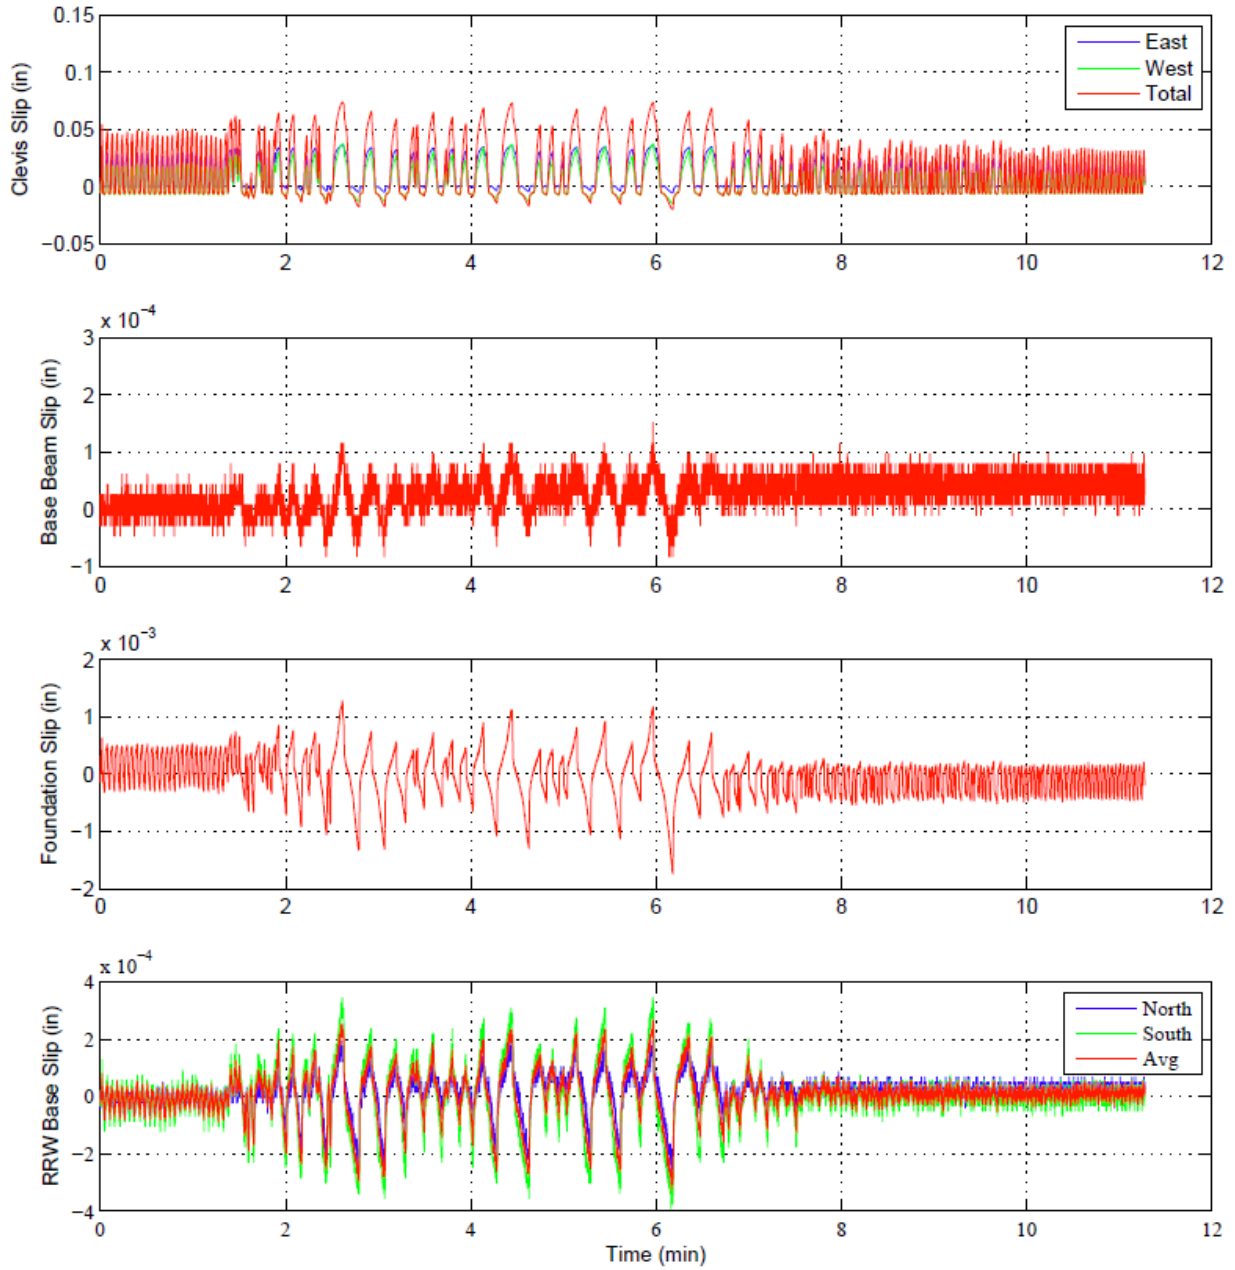 0.15
0.1
0.05
0
−0.05
Clevis Slip (in)
East
West
Total
0 2 4 6 8 10 12
x 10−4
3
2
1
0
−1
Base Beam Slip (in)
0 2 4 6 8 10 12
x 10−3
2
1
0
−1
−2
Foundation Slip (in)
0 2 4 6 8 10 12
x 10−4
4
2
0
−2
−4
RRW Base Slip (in)
North
South
Avg
0 2 4 6 8 10 12
Time (min)